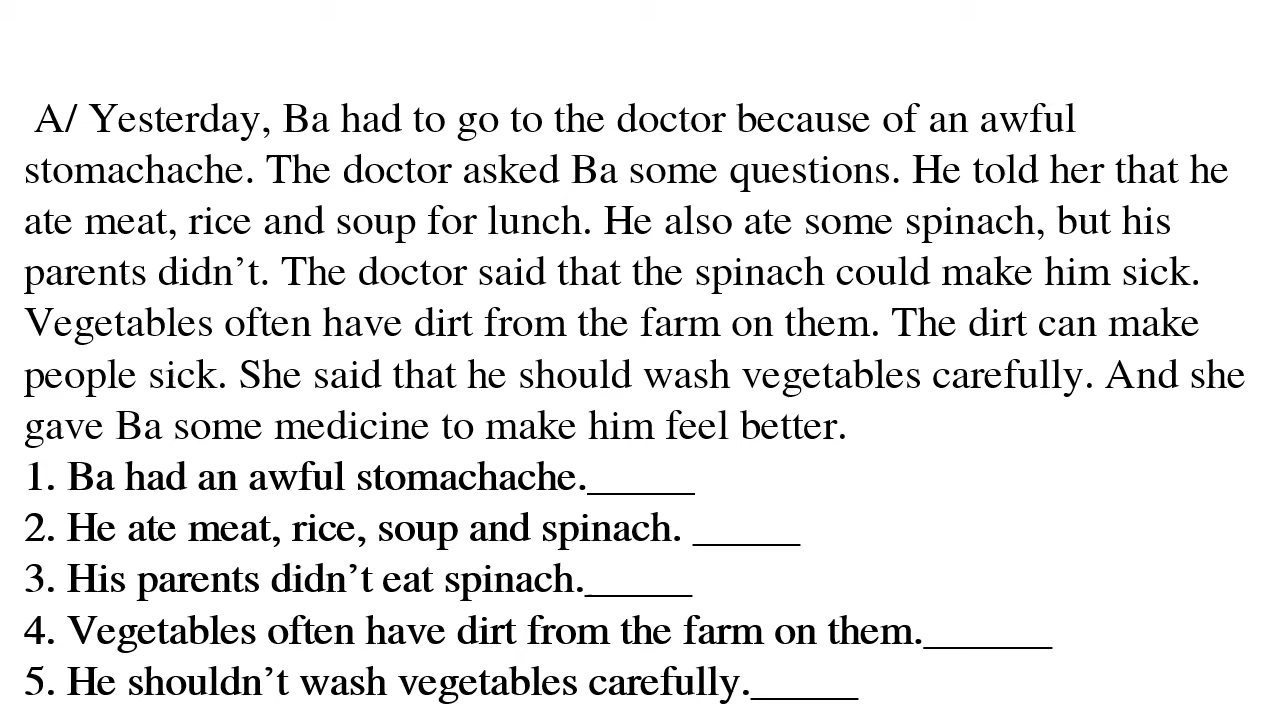 A/ Yesterday, Ba had to go to the doctor because of an awful
stomachache. The doctor asked Ba some questions. He told her that he
ate meat, rice and soup for lunch. He also ate some spinach, but his
parents didn’t. The doctor said that the spinach could make him sick.
Vegetables often have dirt from the farm on them. The dirt can make
people sick. She said that he should wash vegetables carefully. And she
gave Ba some medicine to make him feel better.
1. Ba had an awful stomachache._____
2. He ate meat, rice, soup and spinach. _____
3. His parents didn’t eat spinach._____
4. Vegetables often have dirt from the farm on them.______
5. He shouldn’t wash vegetables carefully._____